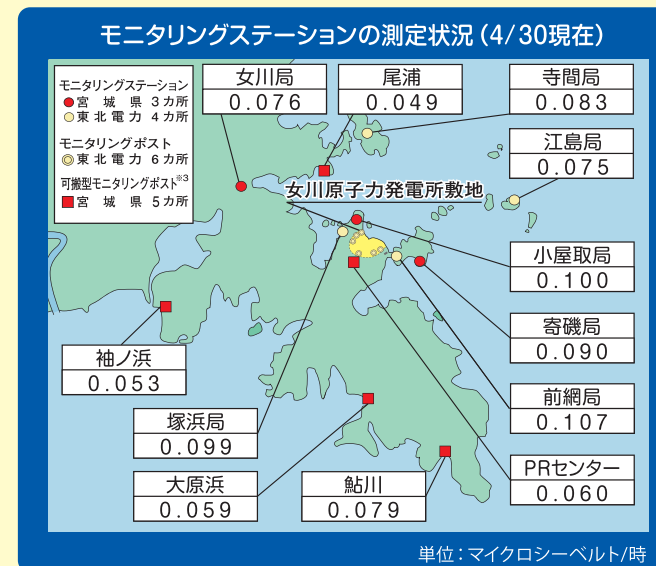 モニタリングステーションの測定状況（4/30現在）
モニタリングステーション
宮城県 3カ所
東北電力 4カ所
モニタリングポスト
東北電力 6カ所
可搬型モニタリングポスト※3
宮城県 5カ所
女川局
0.076
尾浦
0.049
寺間局
0.083
江島局
0.075
女川原子力発電所敷地
小屋取局
0.100
寄磯局
0.090
袖ノ浜
0.053
前網局
0.107
塚浜局
0.099
PRセンター
0.060
大原浜
0.059
鮎川
0.079
単位：マイクロシーベルト/時